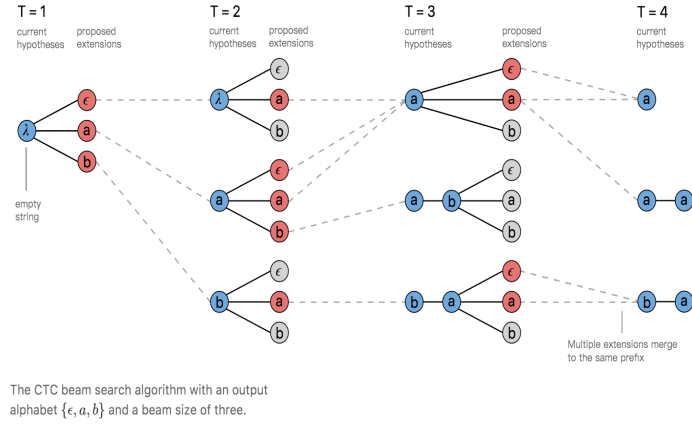 T = 1 T = 2 T = 3 T = 4
current hypotheses proposed extensions current hypotheses proposed extensions current hypotheses proposed extensions current hypotheses
ϵ
λ a
b
empty string
ϵ
λ a
b
ϵ
a a
b
ϵ
b a
b
ϵ
a a
b
ϵ
a b a
b
ϵ
b a a
b
a
a a
b a
Multiple extensions merge
to the same prefix
The CTC beam search algorithm with an output
alphabet {ϵ, a, b} and a beam size of three.